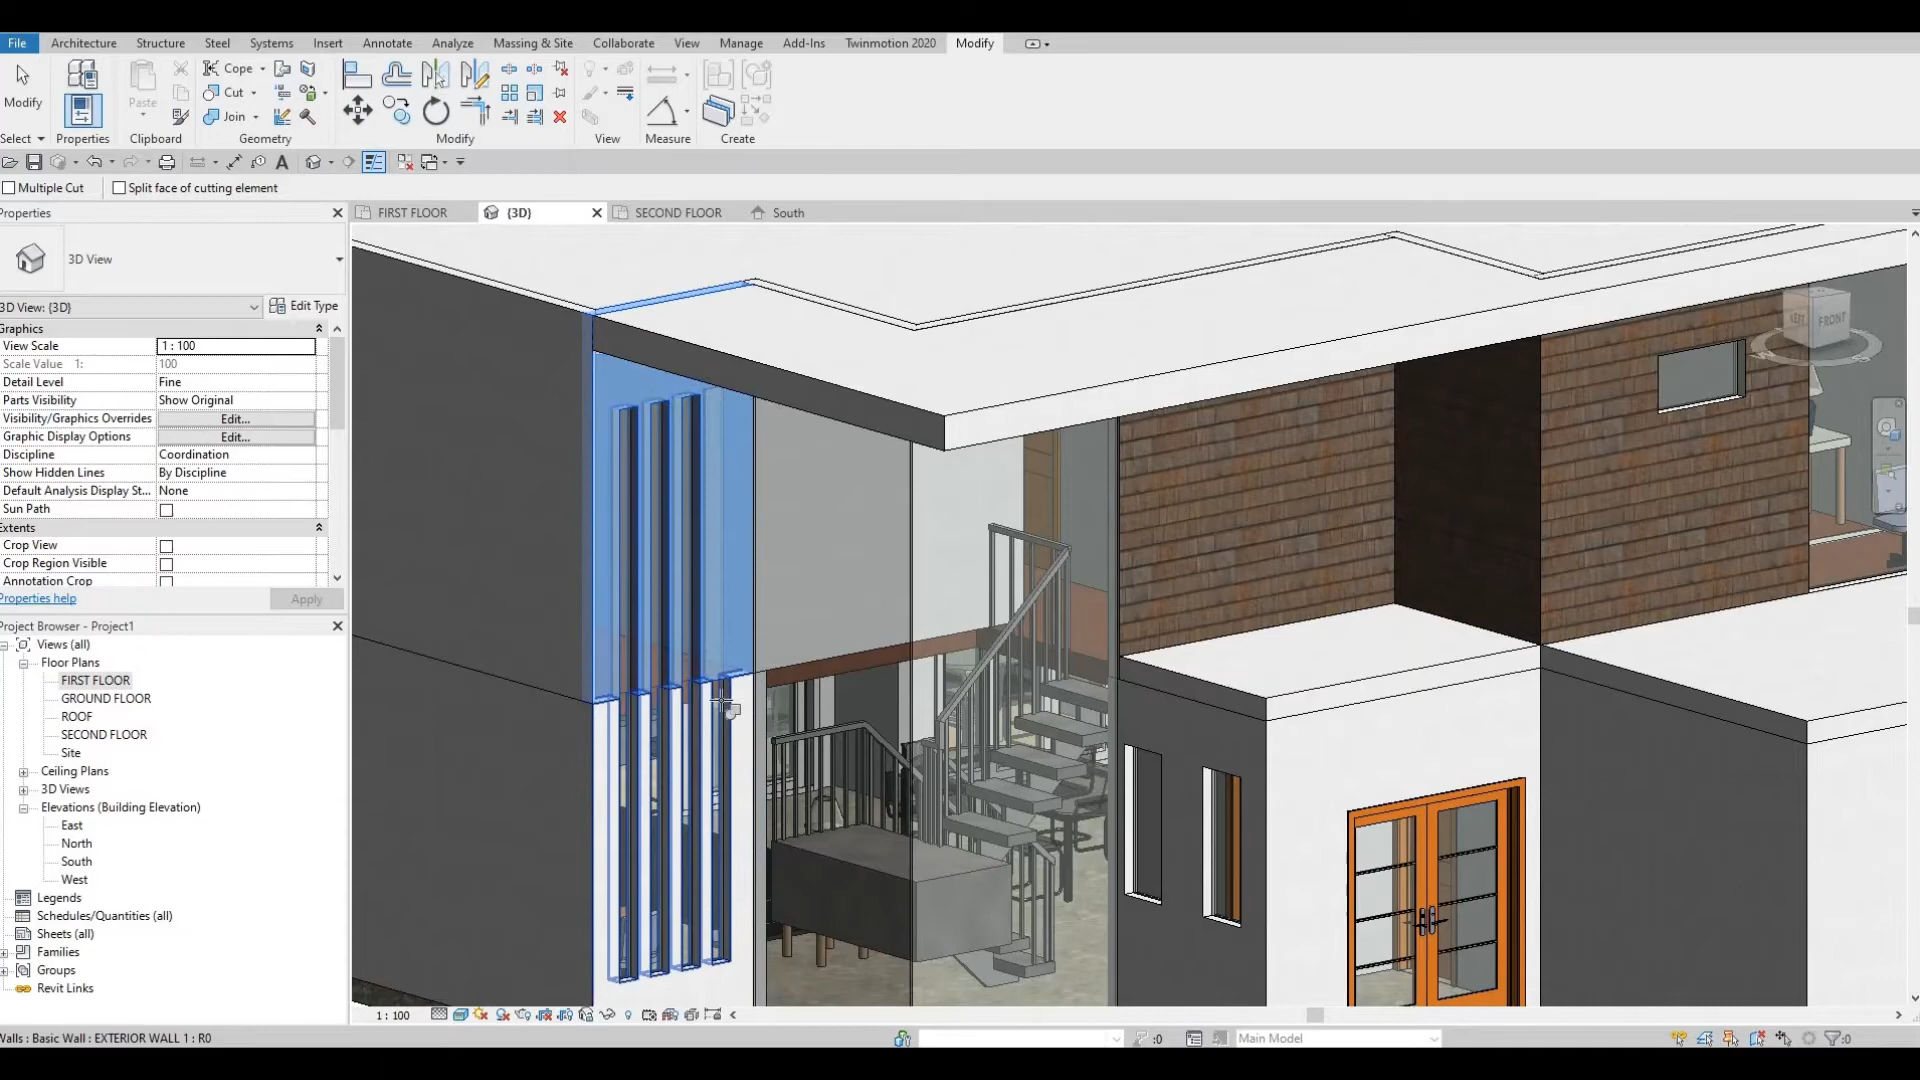 File Architecture Structure Steel Systems Insert Annotate Analyze Massing & Site Collaborate View Manage Add-Ins Twinmotion 2020 Modify
Cope
Cut
Join
Modify
Paste
Select Properties Clipboard Geometry Modify View Measure Create
Multiple Cut Split face of cutting element
Properties
FIRST FLOOR {3D} SECOND FLOOR South
3D View
3D View: {3D} Edit Type
Graphics
View Scale 1 : 100
Scale Value 1: 100
Detail Level Fine
Parts Visibility Show Original
Visibility/Graphics Overrides Edit...
Graphic Display Options Edit...
Discipline Coordination
Show Hidden Lines By Discipline
Default Analysis Display St... None
Sun Path
Extents
Crop View
Crop Region Visible
Annotation Crop
Properties help Apply
Project Browser - Project1
Views (all)
Floor Plans
FIRST FLOOR
GROUND FLOOR
ROOF
SECOND FLOOR
Site
Ceiling Plans
3D Views
Elevations (Building Elevation)
East
North
South
West
Legends
Schedules/Quantities (all)
Sheets (all)
Families
Groups
Revit Links
LEFT FRONT
1 : 100
Walls : Basic Wall : EXTERIOR WALL 1 : R0 :0 Main Model :0